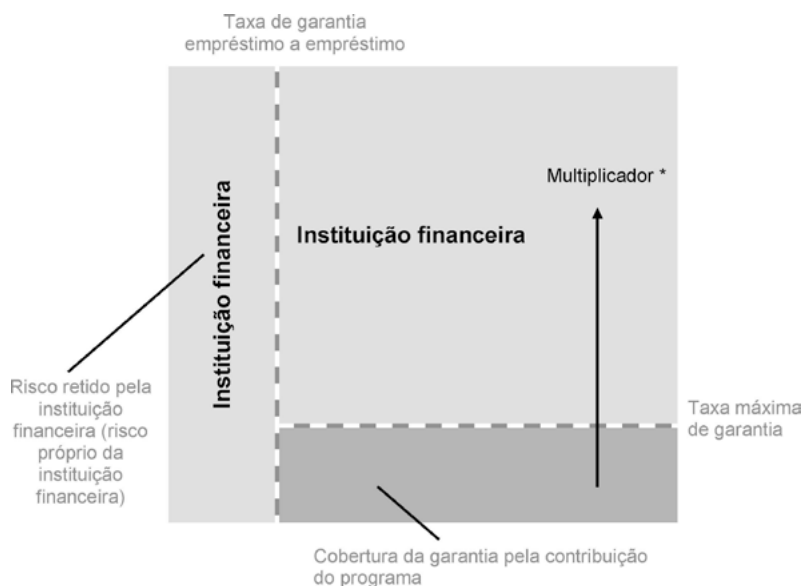 Taxa de garantia
empréstimo a empréstimo
Multiplicador *
Instituição financeira
Instituição financeira
Risco retido pela
instituição
financeira (risco
próprio da
instituição
financeira)
Taxa máxima
de garantia
Cobertura da garantia pela contribuição
do programa